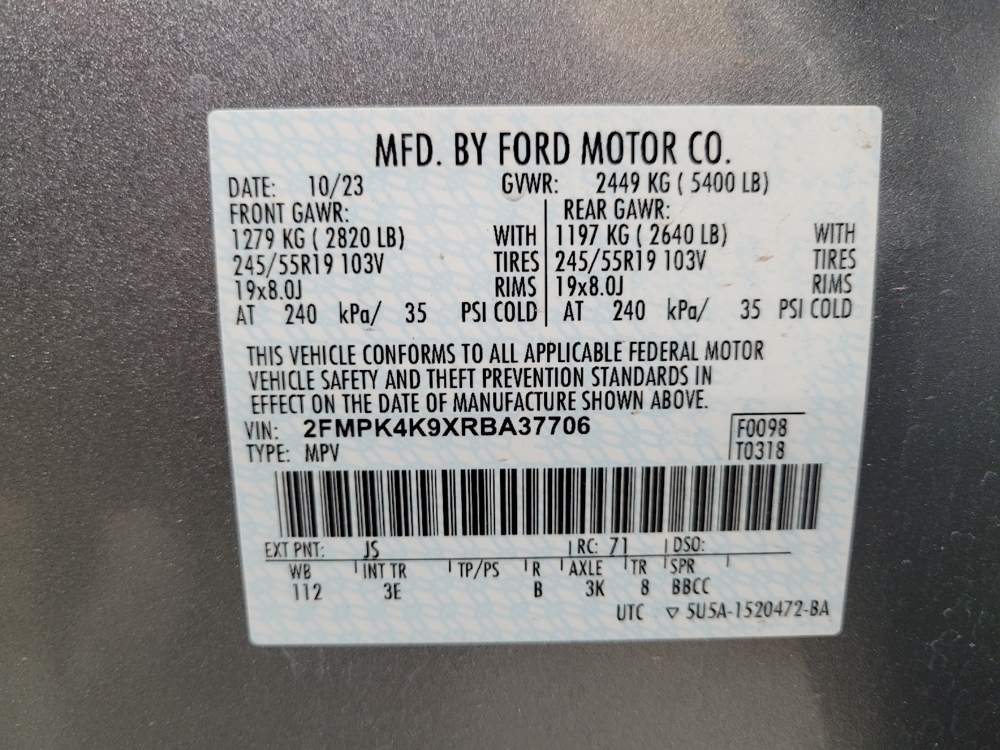 MFD. BY FORD MOTOR CO.
DATE: 10/23 GVWR: 2449 KG ( 5400 LB)
FRONT GAWR: REAR GAWR:
1279 KG ( 2820 LB) WITH 1197 KG ( 2640 LB) WITH
245/55R19 103V TIRES 245/55R19 103V TIRES
19x8.0J RIMS 19x8.0J RIMS
AT 240 kPa/ 35 PSI COLD AT 240 kPa/ 35 PSI COLD
THIS VEHICLE CONFORMS TO ALL APPLICABLE FEDERAL MOTOR
VEHICLE SAFETY AND THEFT PREVENTION STANDARDS IN
EFFECT ON THE DATE OF MANUFACTURE SHOWN ABOVE.
VIN: 2FMPK4K9XRBA37706 F0098
TYPE: MPV T0318
EXT PNT: JS RC: 71 DSO:
WB INT TR TP/PS R AXLE TR SPR
112 3E B 3K 8 BBCC
UTC ▽ 5U5A-1520472-BA